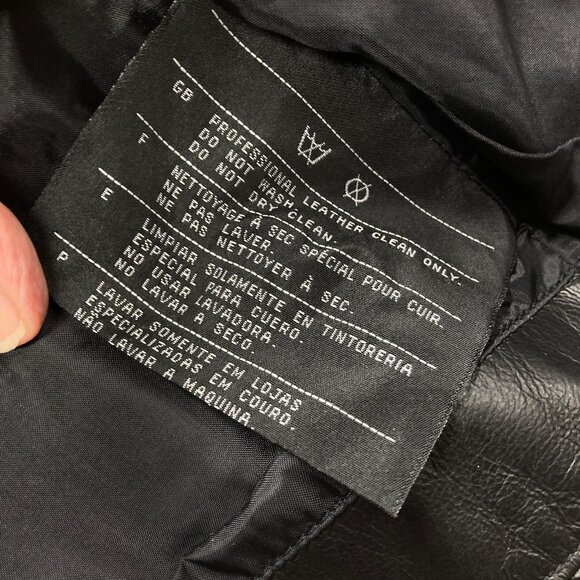 GB PROFESSIONAL LEATHER CLEAN ONLY.
DO NOT WASH
DO NOT DRY CLEAN.
F NETTOYAGE À SEC SPÉCIAL POUR CUIR.
NE PAS LAVER.
NE PAS NETTOYER À SEC.
E LIMPIAR SOLAMENTE EN TINTORERIA
ESPECIAL PARA CUERO.
NO USAR LAVADORA.
NO LAVAR A SECO.
P LAVAR SOMENTE EM LOJAS
ESPECIALIZADAS EM COURO.
NÃO LAVAR A MAQUINA.